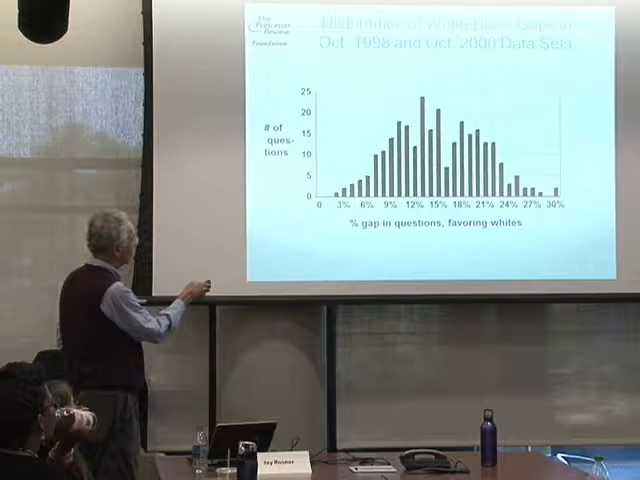 The
Princeton
Review
Foundation
Distribution of White-Black Gaps in
Oct. 1998 and Oct. 2000 Data Sets
25
20
15
10
5
0
# of
ques-
tions
0 3% 6% 9% 12% 15% 18% 21% 24% 27% 30%
% gap in questions, favoring whites
Jay Rosner